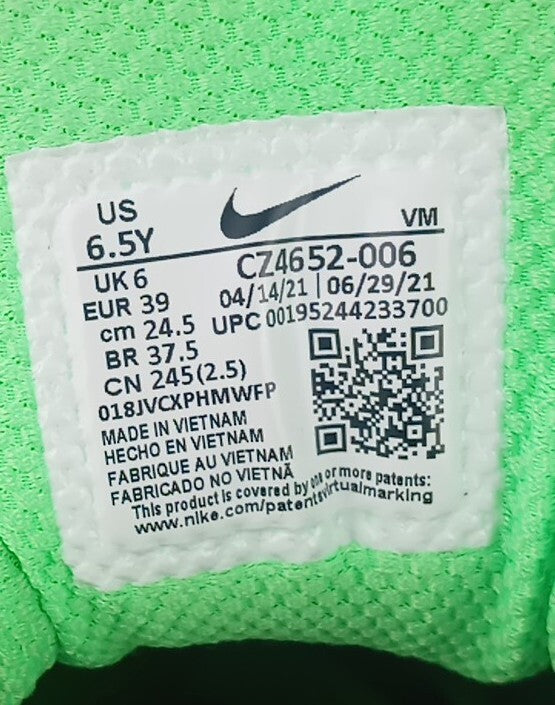 US
6.5Y
VM
UK 6
EUR 39
cm 24.5
BR 37.5
CN 245(2.5)
CZ4652-006
04/14/21 | 06/29/21
UPC 00195244233700
018JVCXPHMWFP
MADE IN VIETNAM
HECHO EN VIETNAM
FABRIQUE AU VIETNAM
FABRICADO NO VIETNÃ
This product is covered by one or more patents:
www.nike.com/patentsvirtualmarking